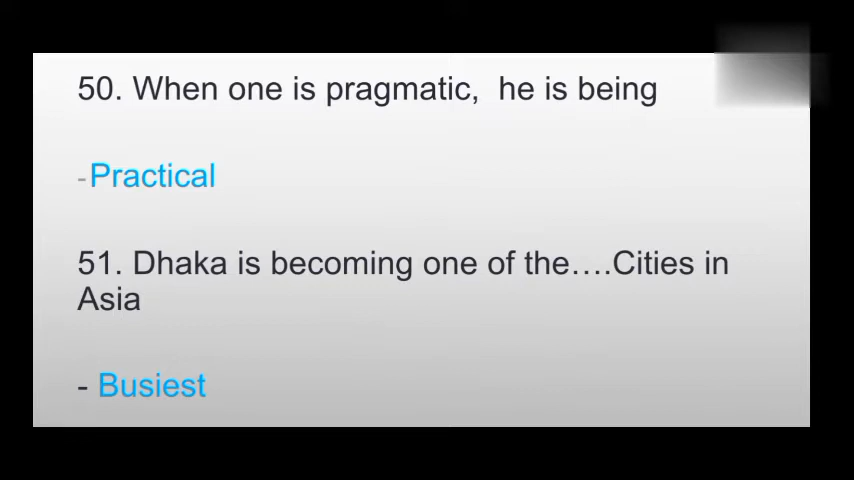 50. When one is pragmatic,  he is being
-Practical
51. Dhaka is becoming one of the….Cities in
Asia
- Busiest